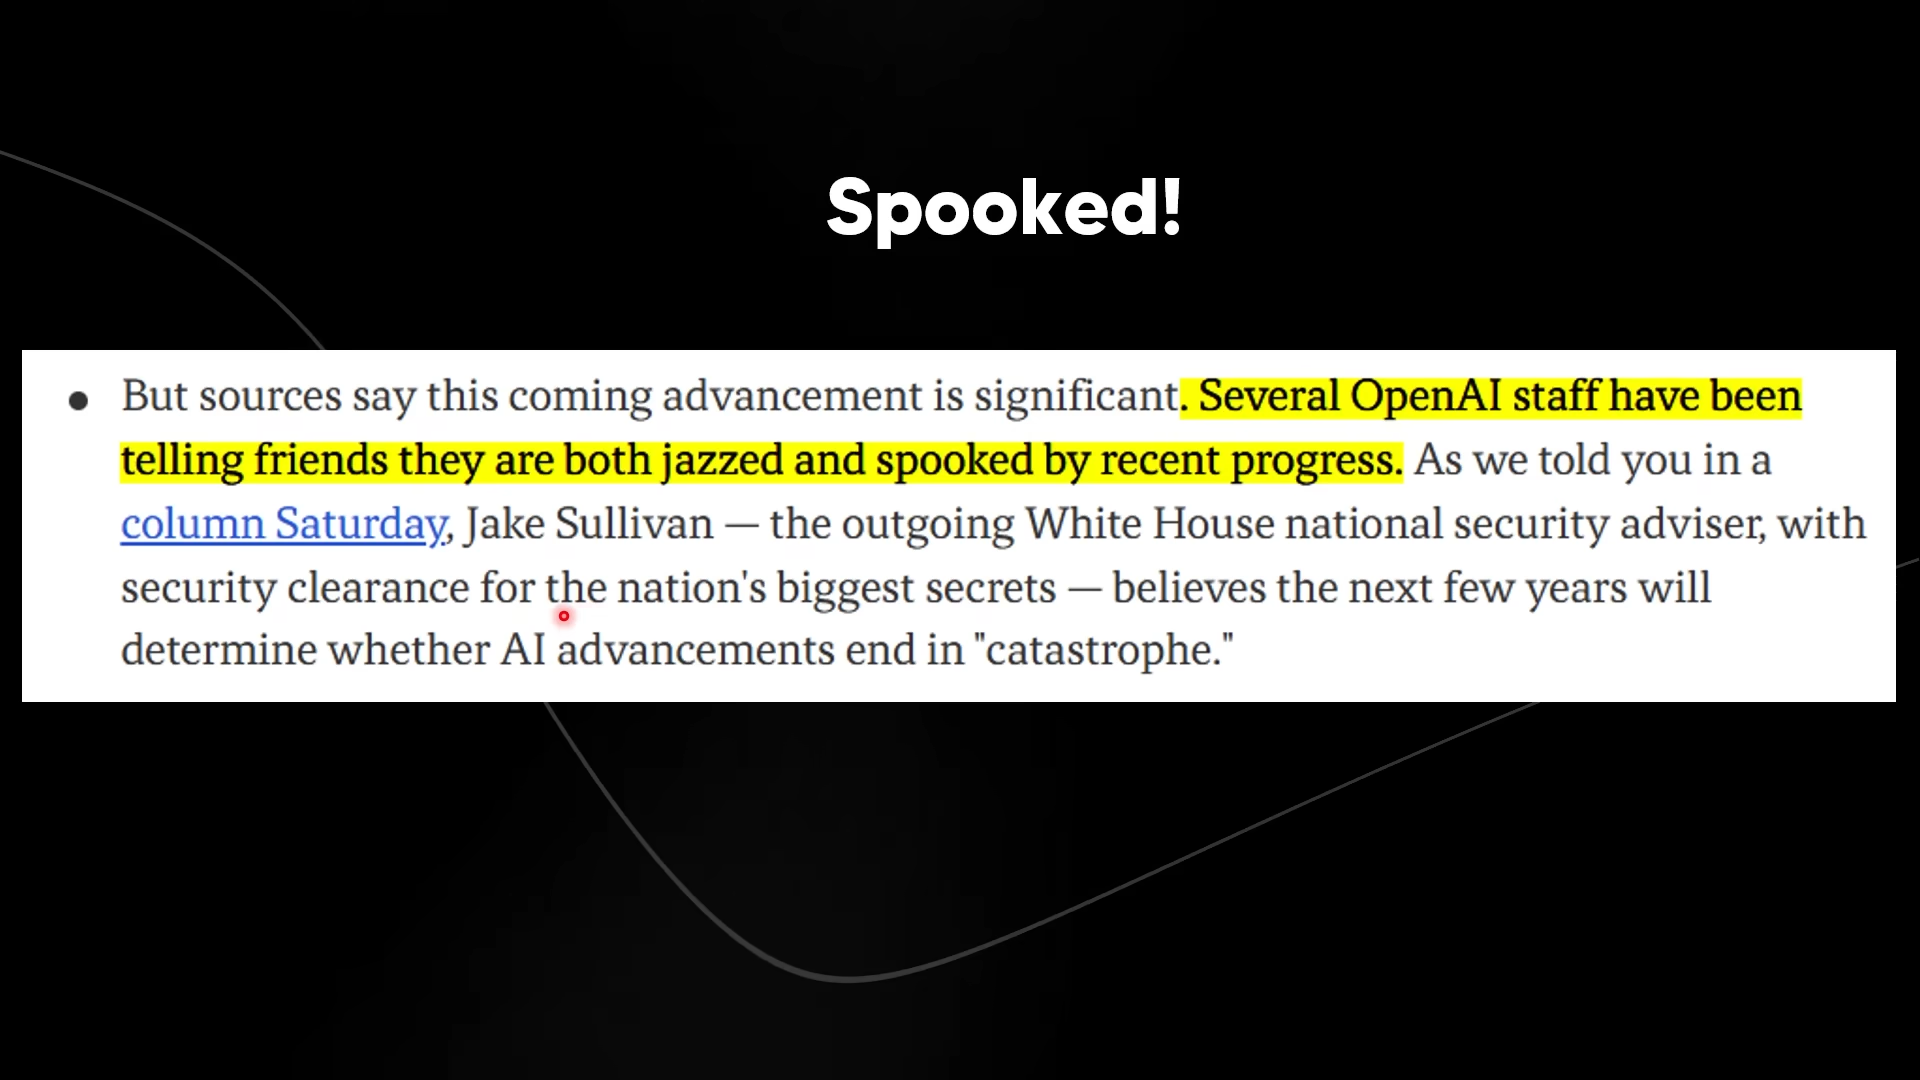 Spooked!
● But sources say this coming advancement is significant. Several OpenAI staff have been
telling friends they are both jazzed and spooked by recent progress. As we told you in a
column Saturday, Jake Sullivan — the outgoing White House national security adviser, with
security clearance for the nation's biggest secrets — believes the next few years will
determine whether AI advancements end in "catastrophe."